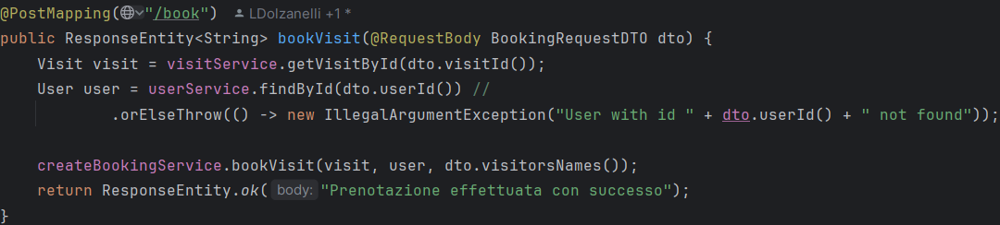 @PostMapping("/book") LDolzanelli +1 *
public ResponseEntity<String> bookVisit(@RequestBody BookingRequestDTO dto) {
    Visit visit = visitService.getVisitById(dto.visitId());
    User user = userService.findById(dto.userId()) //
            .orElseThrow(() -> new IllegalArgumentException("User with id " + dto.userId() + " not found"));
    createBookingService.bookVisit(visit, user, dto.visitorsNames());
    return ResponseEntity.ok( body: "Prenotazione effettuata con successo");
}